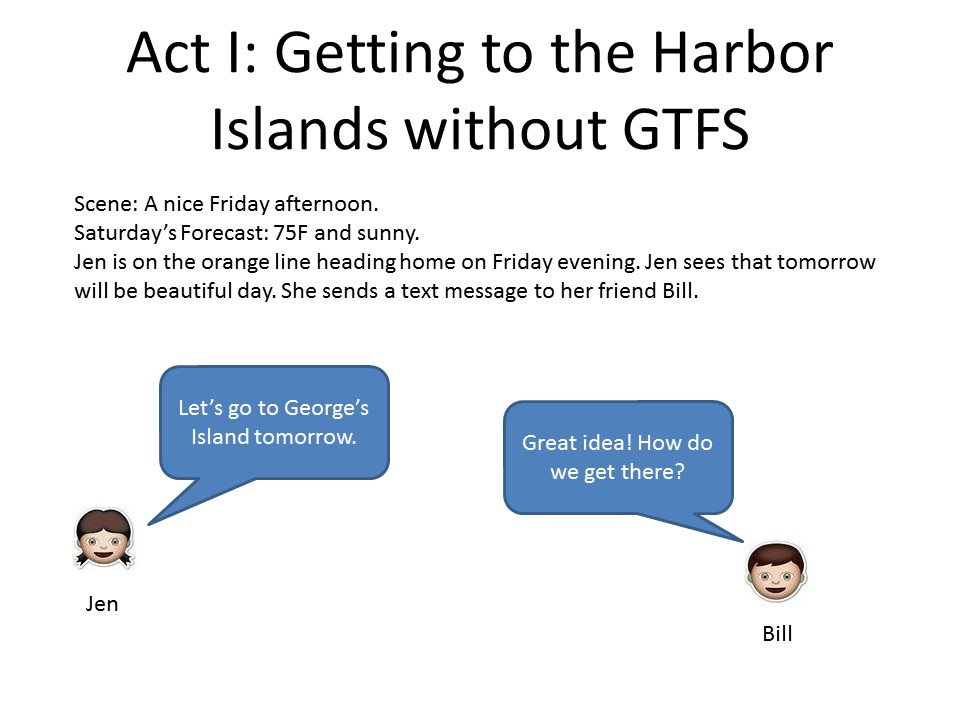 Act I: Getting to the Harbor
Islands without GTFS
Scene: A nice Friday afternoon.
Saturday’s Forecast: 75F and sunny.
Jen is on the orange line heading home on Friday evening. Jen sees that tomorrow
will be beautiful day. She sends a text message to her friend Bill.
Let’s go to George’s
Island tomorrow.
Great idea! How do
we get there?
Jen
Bill